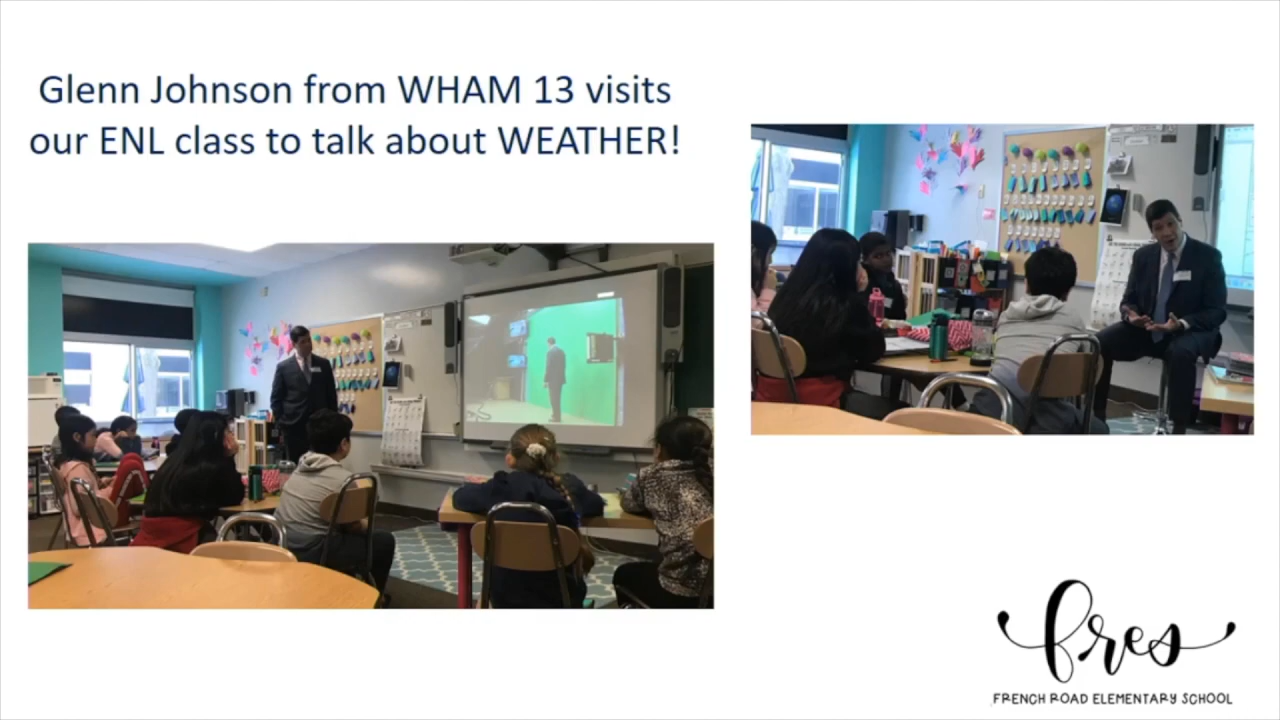 Glenn Johnson from WHAM 13 visits
our ENL class to talk about WEATHER!
fres
FRENCH ROAD ELEMENTARY SCHOOL